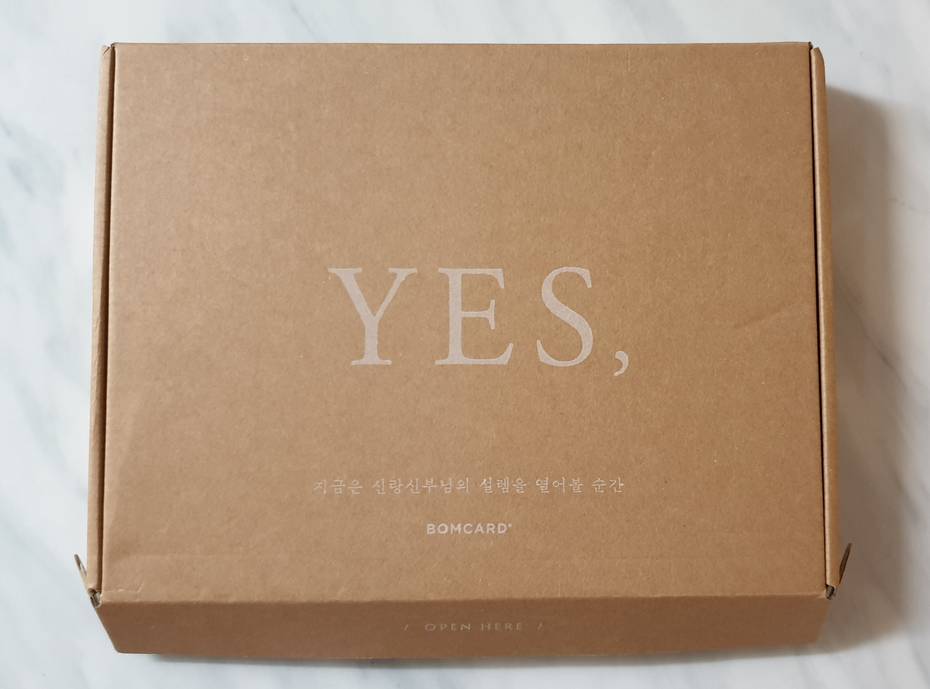 YES,
지금은 신랑신부님의 설렘을 열어볼 순간
BOMCARD®
/ OPEN HERE /